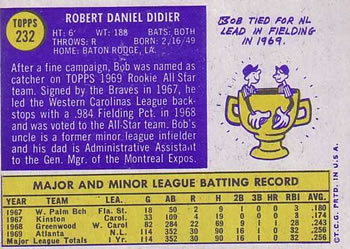 TOPPS
232
ROBERT DANIEL DIDIER
HT: 6' WT: 188 BATS: BOTH
THROWS: R BORN: 2/16/49
HOME: BATON ROUGE, LA.
After a fine campaign, Bob was named
as catcher on TOPPS 1969 Rookie All Star
team. Signed by the Braves in 1967, he
led the Western Carolinas League back-
stoppers with a .984 Fielding Pct. in 1968
and was voted to the All-Star team. Bob's
uncle is a former minor league infielder
and his dad is Administrative Assistant
to the Gen. Mgr. of the Montreal Expos.
BOB TIED FOR NL
LEAD IN FIELDING
IN 1969.
MAJOR AND MINOR LEAGUE BATTING RECORD
YEAR TEAM LEA. G AB R H 2B 3B HR RBI AVG.
1967 W. Palm Bch Fla. St.
1967 Kinston Carol.
1968 Greenwood W. Car.
1969 Atlanta N.L.
Major League Totals 1 Yr.
©T.C.G. PRTD. IN U.S.A.